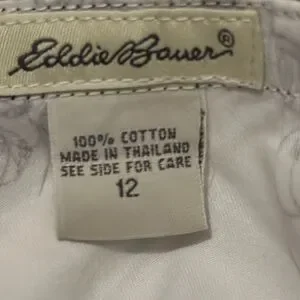 Eddie Bauer®
100% COTTON
MADE IN THAILAND
SEE SIDE FOR CARE
12